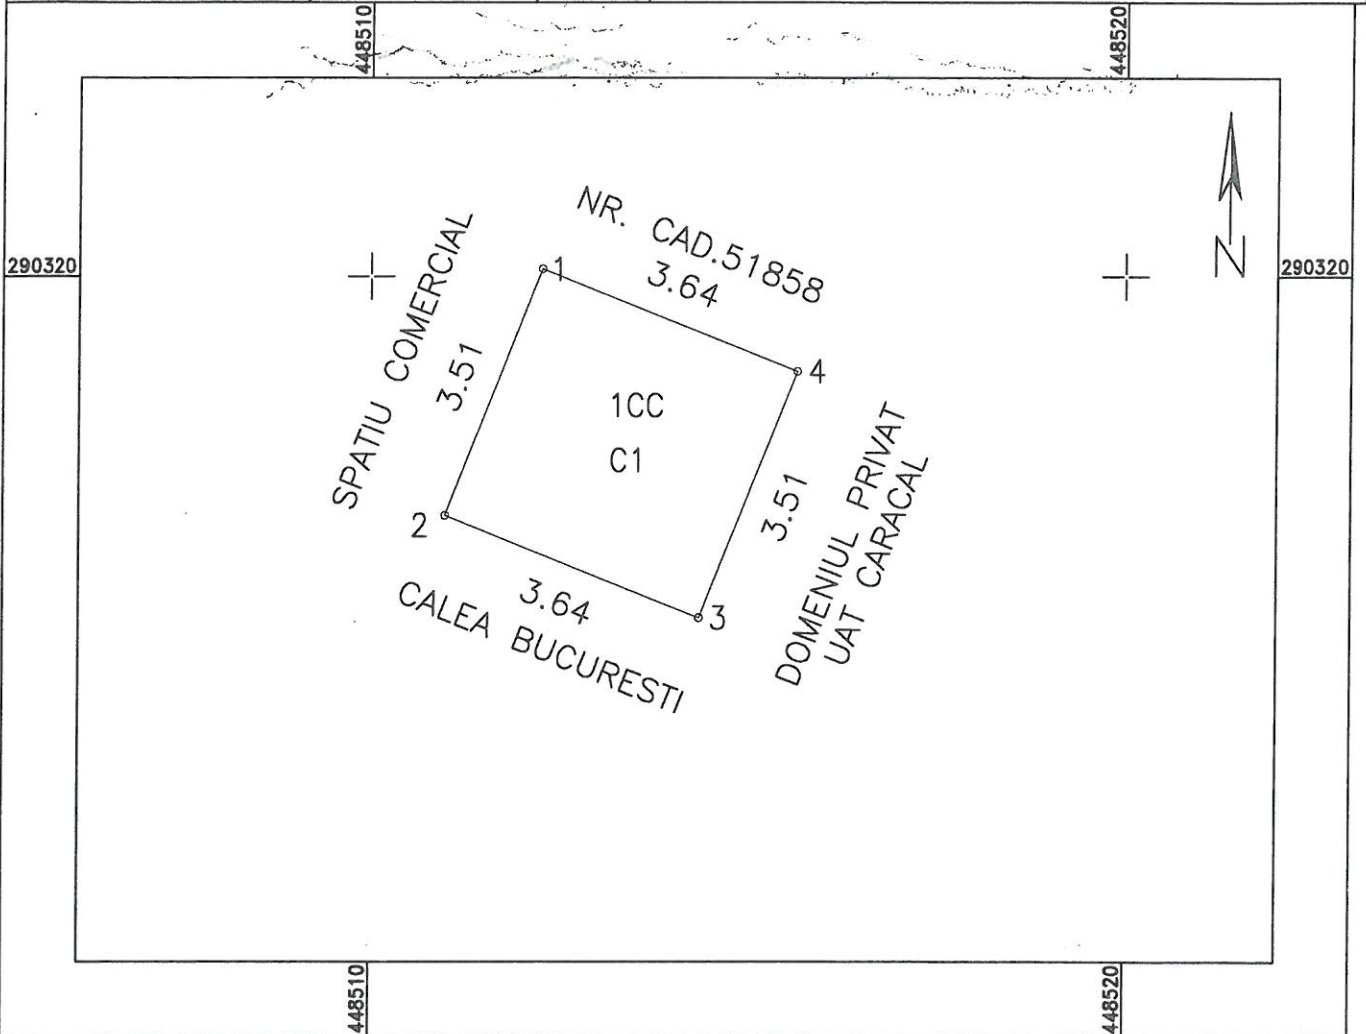 448510
448520
290320
290320
N
NR. CAD.51858
3.64
SPATIU COMERCIAL
3.51
1
4
1CC
C1
2
3
3.51
DOMENIUL PRIVAT
UAT CARACAL
3.64
CALEA BUCURESTI
448510
448520